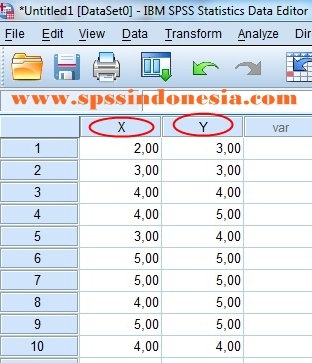 *Untitled1 [DataSet0] - IBM SPSS Statistics Data Editor
File Edit View Data Transform Analyze Dir
www.spssindonesia.com
X Y var
1 2,00 3,00
2 3,00 3,00
3 4,00 4,00
4 4,00 5,00
5 3,00 4,00
6 5,00 5,00
7 5,00 5,00
8 4,00 5,00
9 5,00 5,00
10 4,00 4,00